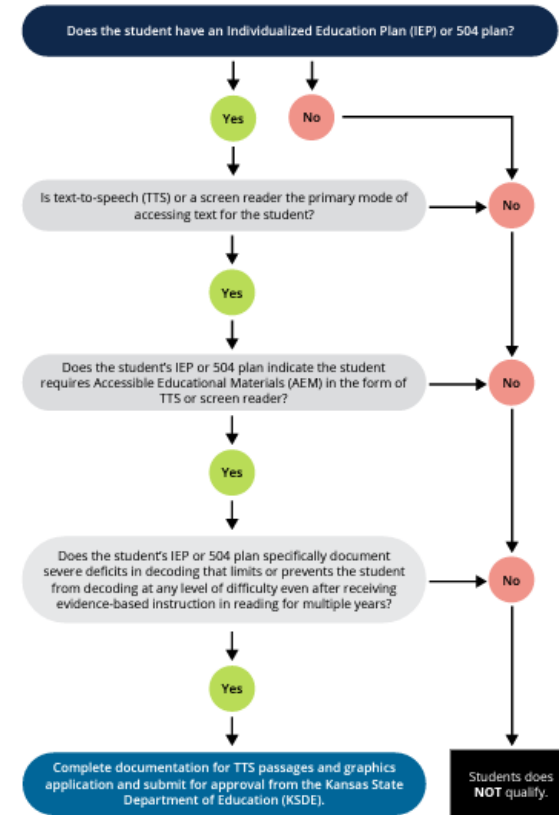 Does the student have an Individualized Education Plan (IEP) or 504 plan?
Yes
No
Is text-to-speech (TTS) or a screen reader the primary mode of
accessing text for the student?
No
Yes
Does the student's IEP or 504 plan indicate the student
requires Accessible Educational Materials (AEM) in the form of
TTS or screen reader?
No
Yes
Does the student's IEP or 504 plan specifically document
severe deficits in decoding that limits or prevents the student
from decoding at any level of difficulty even after receiving
evidence-based instruction in reading for multiple years?
No
Yes
Complete documentation for TTS passages and graphics
application and submit for approval from the Kansas State
Department of Education (KSDE).
Students does
NOT qualify.